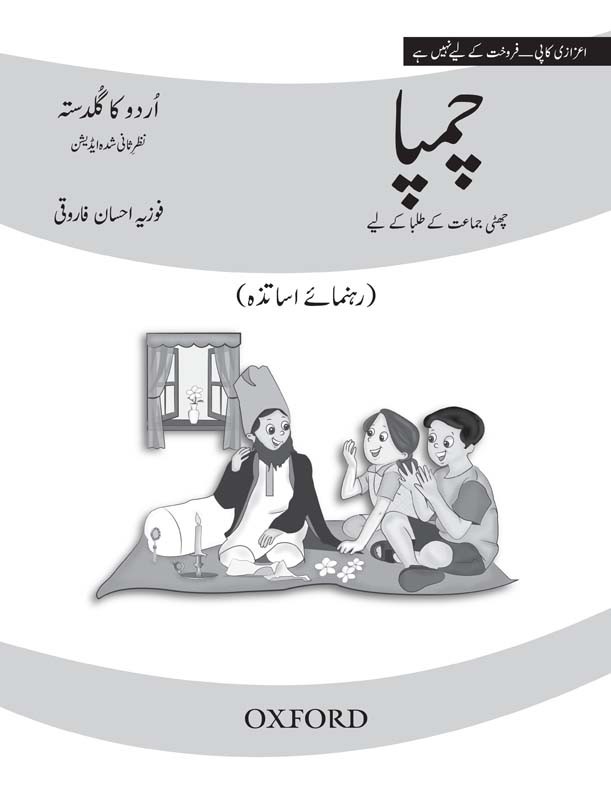 اعزازی کاپی — فروخت کے لیے نہیں ہے
چمپا
چھٹی جماعت کے طلبا کے لیے
اُردو کا گُلدستہ
نظرِ ثانی شدہ ایڈیشن
فوزیہ احسان فاروقی
(رہنمائے اساتذہ)
OXFORD